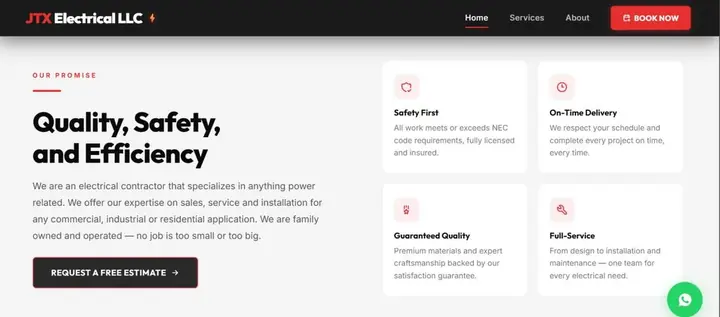 JTX Electrical LLC
Home
Services
About
BOOK NOW
OUR PROMISE
Quality, Safety,
and Efficiency
We are an electrical contractor that specializes in anything power
related. We offer our expertise on sales, service and installation for
any commercial, industrial or residential application. We are family
owned and operated — no job is too small or too big.
REQUEST A FREE ESTIMATE →
Safety First
All work meets or exceeds NEC
code requirements, fully licensed
and insured.
On-Time Delivery
We respect your schedule and
complete every project on time,
every time.
Guaranteed Quality
Premium materials and expert
craftsmanship backed by our
satisfaction guarantee.
Full-Service
From design to installation and
maintenance — one team for
every electrical need.